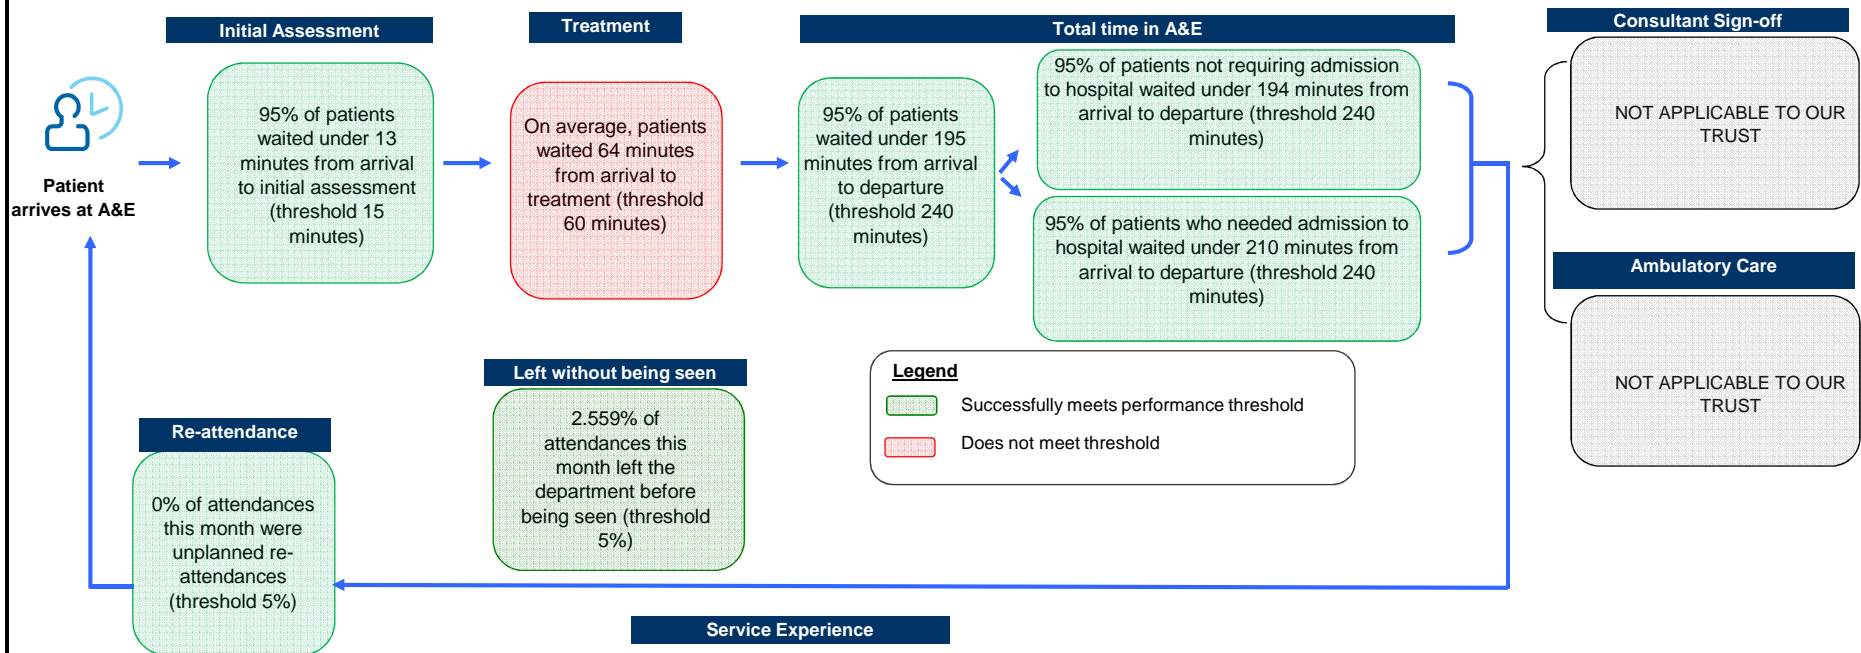 Initial Assessment
Treatment
Total time in A&E
Consultant Sign-off
95% of patients
waited under 13
minutes from arrival
to initial assessment
(threshold 15
minutes)
On average, patients
waited 64 minutes
from arrival to
treatment (threshold
60 minutes)
95% of patients
waited under 195
minutes from arrival
to departure
(threshold 240
minutes)
95% of patients not requiring admission
to hospital waited under 194 minutes from
arrival to departure (threshold 240
minutes)
95% of patients who needed admission to
hospital waited under 210 minutes from
arrival to departure (threshold 240
minutes)
NOT APPLICABLE TO OUR
TRUST
Patient
arrives at A&E
Ambulatory Care
NOT APPLICABLE TO OUR
TRUST
Left without being seen
2.559% of
attendances this
month left the
department before
being seen (threshold
5%)
Legend
Successfully meets performance threshold
Does not meet threshold
Re-attendance
0% of attendances
this month were
unplanned re-
attendances
(threshold 5%)
Service Experience